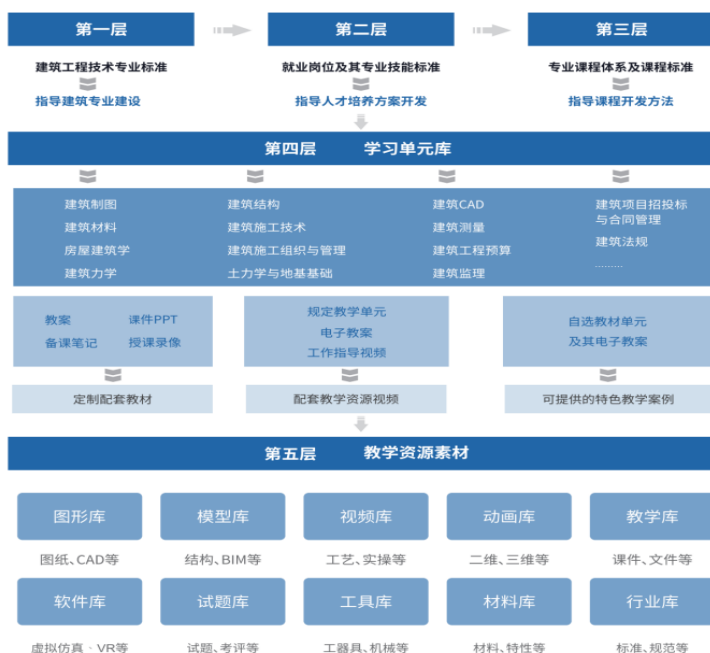 第一层
第二层
第三层
建筑工程技术专业标准
就业岗位及其专业技能标准
专业课程体系及课程标准
指导建筑专业建设
指导人才培养方案开发
指导课程开发方法
第四层 学习单元库
建筑制图
建筑材料
房屋建筑学
建筑力学
建筑结构
建筑施工技术
建筑施工组织与管理
土力学与地基基础
建筑CAD
建筑测量
建筑工程预算
建筑监理
建筑项目招投标
与合同管理
建筑法规
.........
教案 课件PPT
备课笔记 授课录像
规定教学单元
电子教案
工作指导视频
自选教材单元
及其电子教案
定制配套教材
配套教学资源视频
可提供的特色教学案例
第五层 教学资源素材
图形库
模型库
视频库
动画库
教学库
图纸、CAD等
结构、BIM等
工艺、实操等
二维、三维等
课件、文件等
软件库
试题库
工具库
材料库
行业库
虚拟仿真、VR等
试题、考评等
工器具、机械等
材料、特性等
标准、规范等